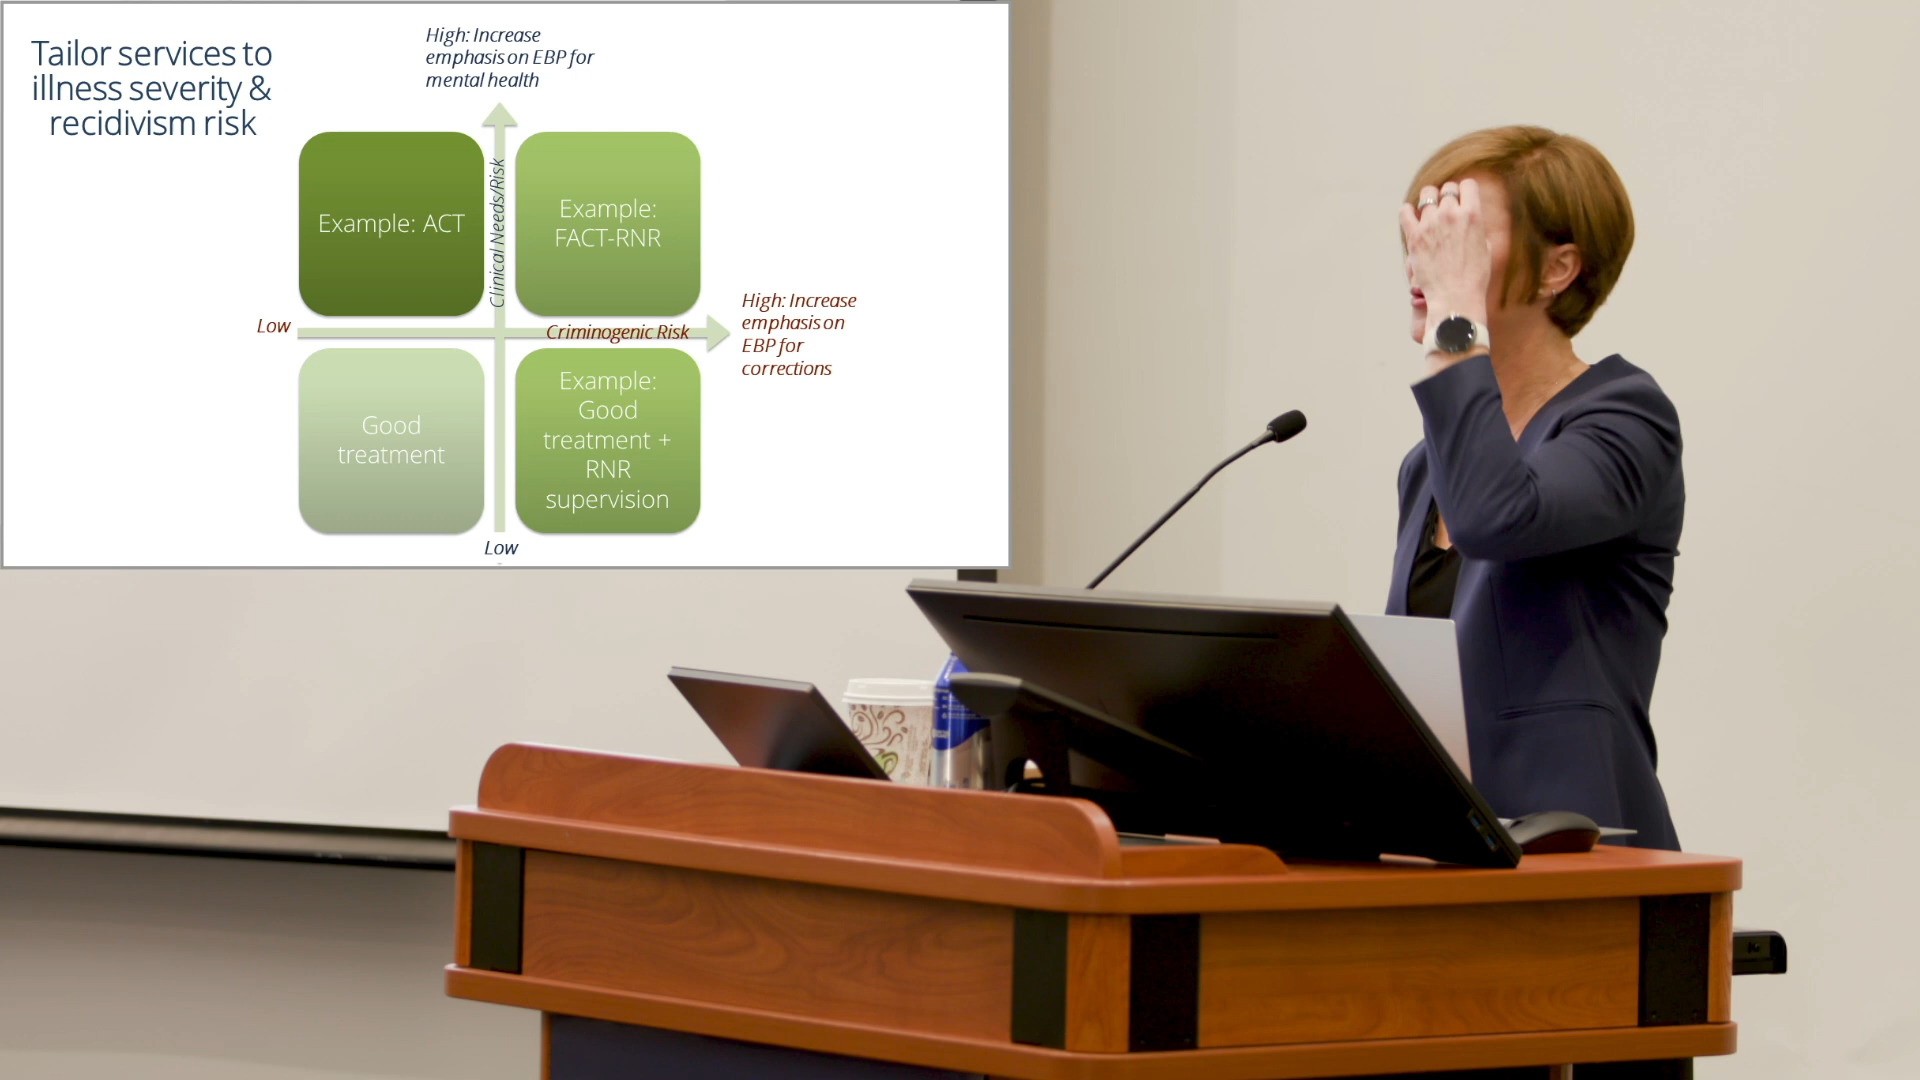 Tailor services to
illness severity &
recidivism risk
High: Increase
emphasis on EBP for
mental health
Example: ACT
Clinical Needs/Risk
Example:
FACT-RNR
Low
Criminogenic Risk
High: Increase
emphasis on
EBP for
corrections
Good
treatment
Example:
Good
treatment +
RNR
supervision
Low